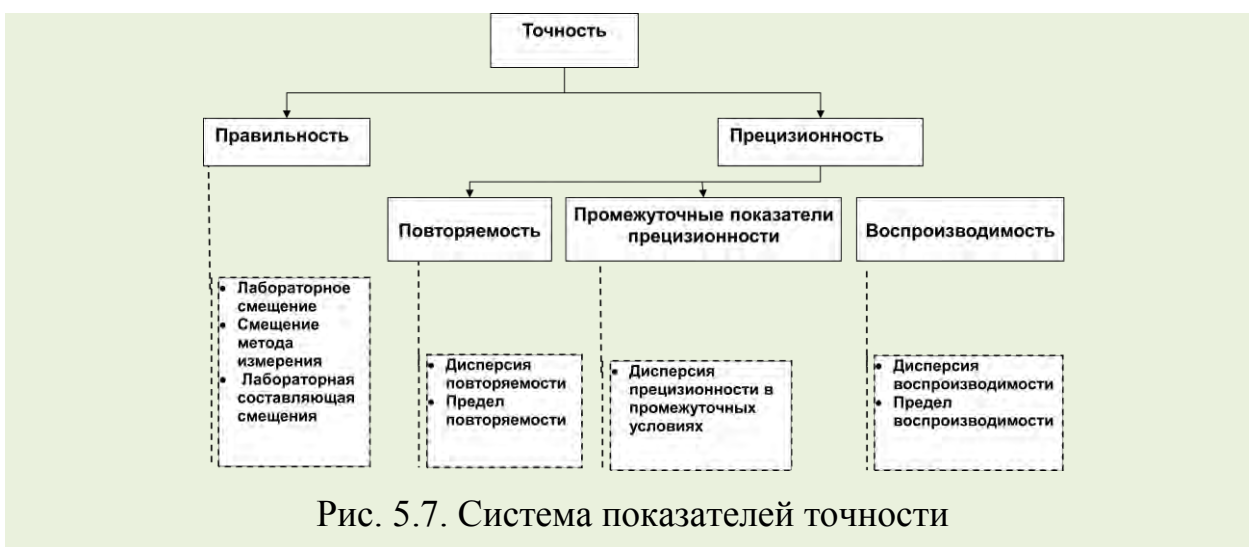 Точность
Правильность
Прецизионность
Повторяемость
Промежуточные показатели
прецизионности
Воспроизводимость
• Лабораторное
смещение
• Смещение
метода
измерения
• Лабораторная
составляющая
смещения
• Дисперсия
повторяемости
• Предел
повторяемости
• Дисперсия
прецизионности в
промежуточных
условиях
• Дисперсия
воспроизводимости
• Предел
воспроизводимости
Рис. 5.7. Система показателей точности